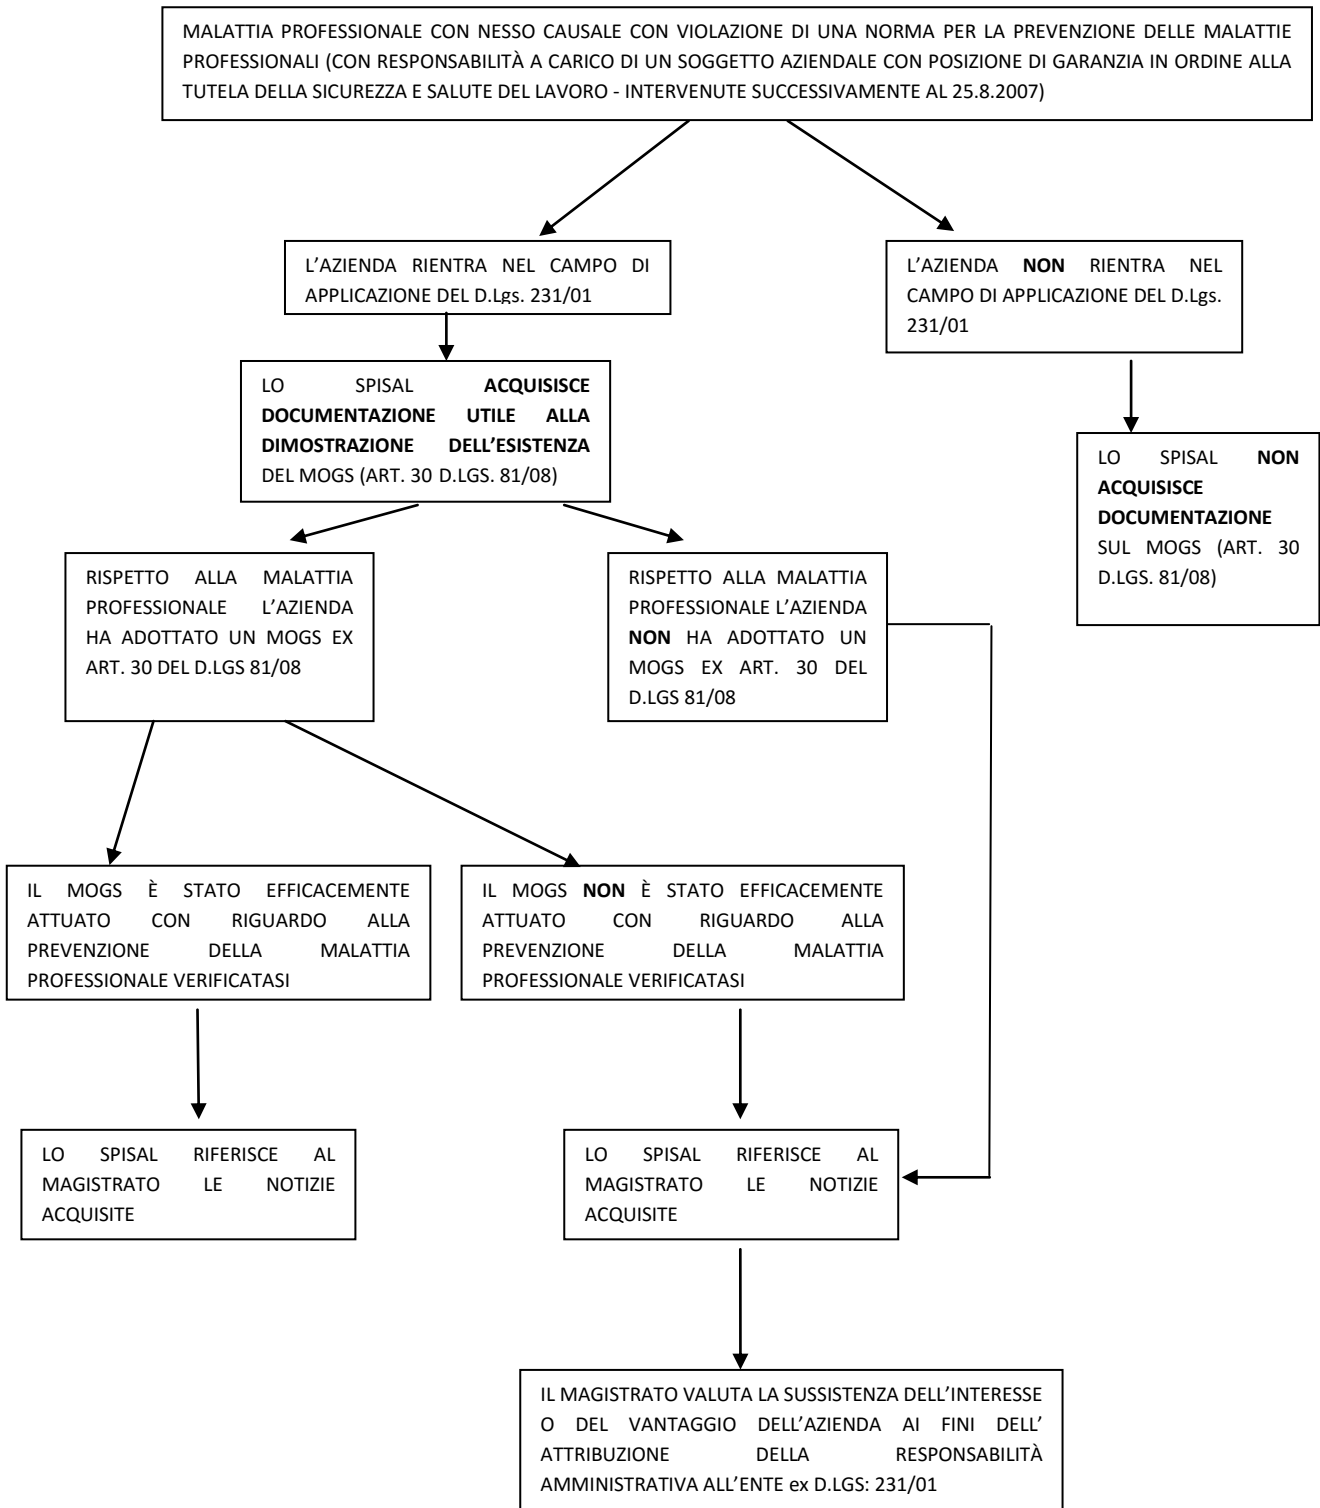 MALATTIA PROFESSIONALE CON NESSO CAUSALE CON VIOLAZIONE DI UNA NORMA PER LA PREVENZIONE DELLE MALATTIE
PROFESSIONALI (CON RESPONSABILITÀ A CARICO DI UN SOGGETTO AZIENDALE CON POSIZIONE DI GARANZIA IN ORDINE ALLA
TUTELA DELLA SICUREZZA E SALUTE DEL LAVORO - INTERVENUTE SUCCESSIVAMENTE AL 25.8.2007)
L’AZIENDA RIENTRA NEL CAMPO DI
APPLICAZIONE DEL D.Lgs. 231/01
L’AZIENDA NON RIENTRA NEL
CAMPO DI APPLICAZIONE DEL D.Lgs.
231/01
LO SPISAL ACQUISISCE
DOCUMENTAZIONE UTILE ALLA
DIMOSTRAZIONE DELL’ESISTENZA
DEL MOGS (ART. 30 D.LGS. 81/08)
LO SPISAL NON
ACQUISISCE
DOCUMENTAZIONE
SUL MOGS (ART. 30
D.LGS. 81/08)
RISPETTO ALLA MALATTIA
PROFESSIONALE L’AZIENDA
HA ADOTTATO UN MOGS EX
ART. 30 DEL D.LGS 81/08
RISPETTO ALLA MALATTIA
PROFESSIONALE L’AZIENDA
NON HA ADOTTATO UN
MOGS EX ART. 30 DEL
D.LGS 81/08
IL MOGS È STATO EFFICACEMENTE
ATTUATO CON RIGUARDO ALLA
PREVENZIONE DELLA MALATTIA
PROFESSIONALE VERIFICATASI
IL MOGS NON È STATO EFFICACEMENTE
ATTUATO CON RIGUARDO ALLA
PREVENZIONE DELLA MALATTIA
PROFESSIONALE VERIFICATASI
LO SPISAL RIFERISCE AL
MAGISTRATO LE NOTIZIE
ACQUISITE
LO SPISAL RIFERISCE AL
MAGISTRATO LE NOTIZIE
ACQUISITE
IL MAGISTRATO VALUTA LA SUSSISTENZA DELL’INTERESSE
O DEL VANTAGGIO DELL’AZIENDA AI FINI DELL’
ATTRIBUZIONE DELLA RESPONSABILITÀ
AMMINISTRATIVA ALL’ENTE ex D.LGS: 231/01